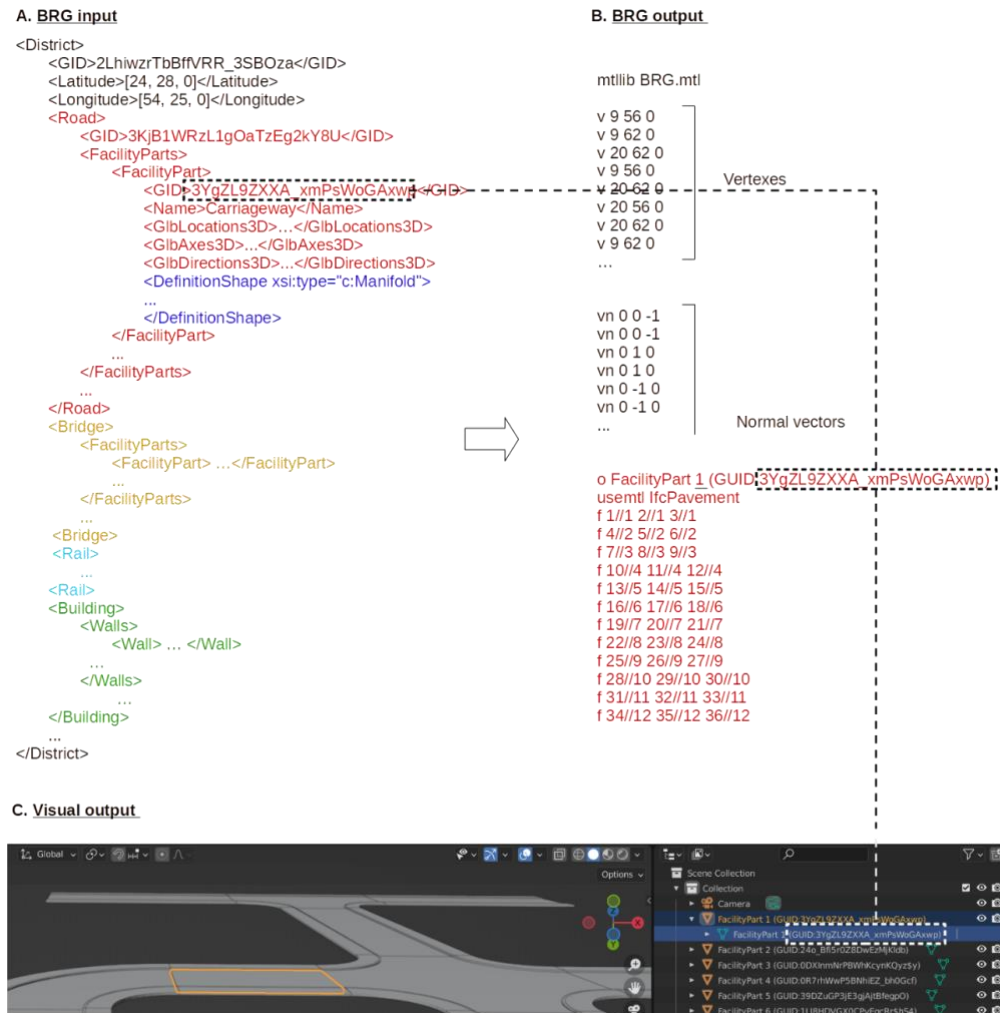 A. BRG input
<District>
<GID>2LhiwzrTbBffVRR_3SBOza</GID>
<Latitude>[24, 28, 0]</Latitude>
<Longitude>[54, 25, 0]</Longitude>
<Road>
<GID>3KjB1WRzL1gOaTzEg2kY8U</GID>
<FacilityParts>
<FacilityPart>
<GID>3YgZL9ZXXA_xmPsWoGAxwp</GID>
<Name>Carriageway</Name>
<GlbLocations3D>...</GlbLocations3D>
<GlbAxes3D>...</GlbAxes3D>
<GlbDirections3D>...</GlbDirections3D>
<DefinitionShape xsi:type="c:Manifold">
...
</DefinitionShape>
</FacilityPart>
...
</FacilityParts>
...
</Road>
<Bridge>
<FacilityParts>
<FacilityPart> ...</FacilityPart>
...
</FacilityParts>
...
<Bridge>
<Rail>
...
<Rail>
<Building>
<Walls>
<Wall> ... </Wall>
...
</Walls>
...
</Building>
...
</District>
B. BRG output
mtllib BRG.mtl
v 9 56 0
v 9 62 0
v 20 62 0
v 9 56 0
v 20 62 0
v 20 56 0
v 20 62 0
v 9 62 0
...
Vertexes
vn 0 0 -1
vn 0 0 -1
vn 0 1 0
vn 0 1 0
vn 0 -1 0
vn 0 -1 0
...
Normal vectors
o FacilityPart 1 (GUID:3YgZL9ZXXA_xmPsWoGAxwp)
usemtl IfcPavement
f 1//1 2//1 3//1
f 4//2 5//2 6//2
f 7//3 8//3 9//3
f 10//4 11//4 12//4
f 13//5 14//5 15//5
f 16//6 17//6 18//6
f 19//7 20//7 21//7
f 22//8 23//8 24//8
f 25//9 26//9 27//9
f 28//10 29//10 30//10
f 31//11 32//11 33//11
f 34//12 35//12 36//12
C. Visual output
Global
Options
X
Y
Scene Collection
Collection
Camera
FacilityPart 1 (GUID:3YgZL9ZXXA_xmPsWoGAxwp)
FacilityPart 1 (GUID:3YgZL9ZXXA_xmPsWoGAxwp)
FacilityPart 2
FacilityPart 3
FacilityPart 4 (GUID:0R7rhWwP5BNhiEZ_bh0Gcf)
FacilityPart 5 (GUID:39DZuGP3jE3gjAjtBfegpO)
FacilityPart 6